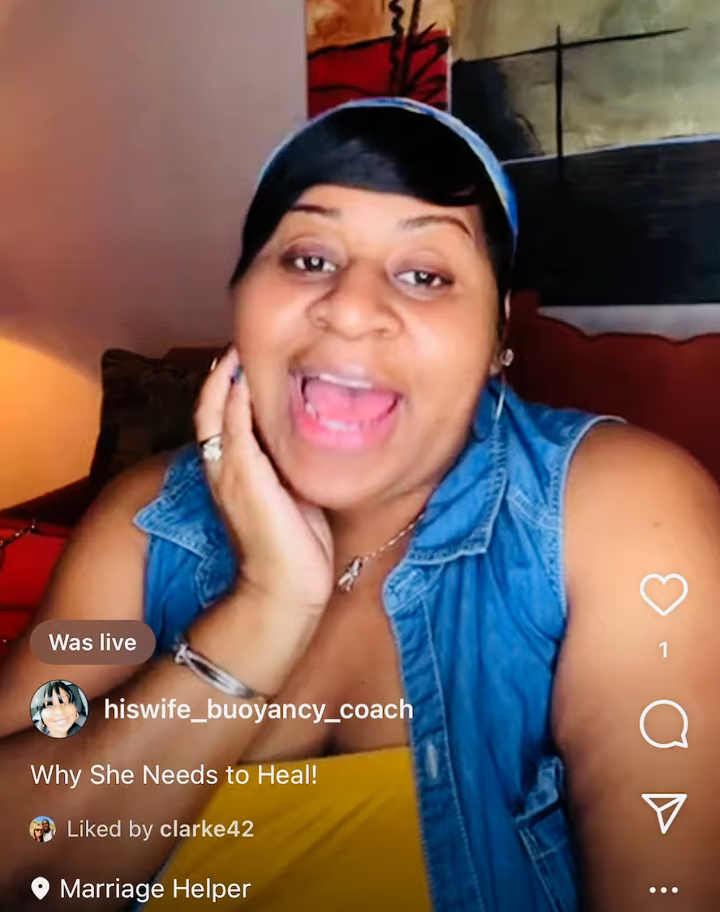 Was live
1
hiswife_buoyancy_coach
Why She Needs to Heal!
Liked by clarke42
Marriage Helper